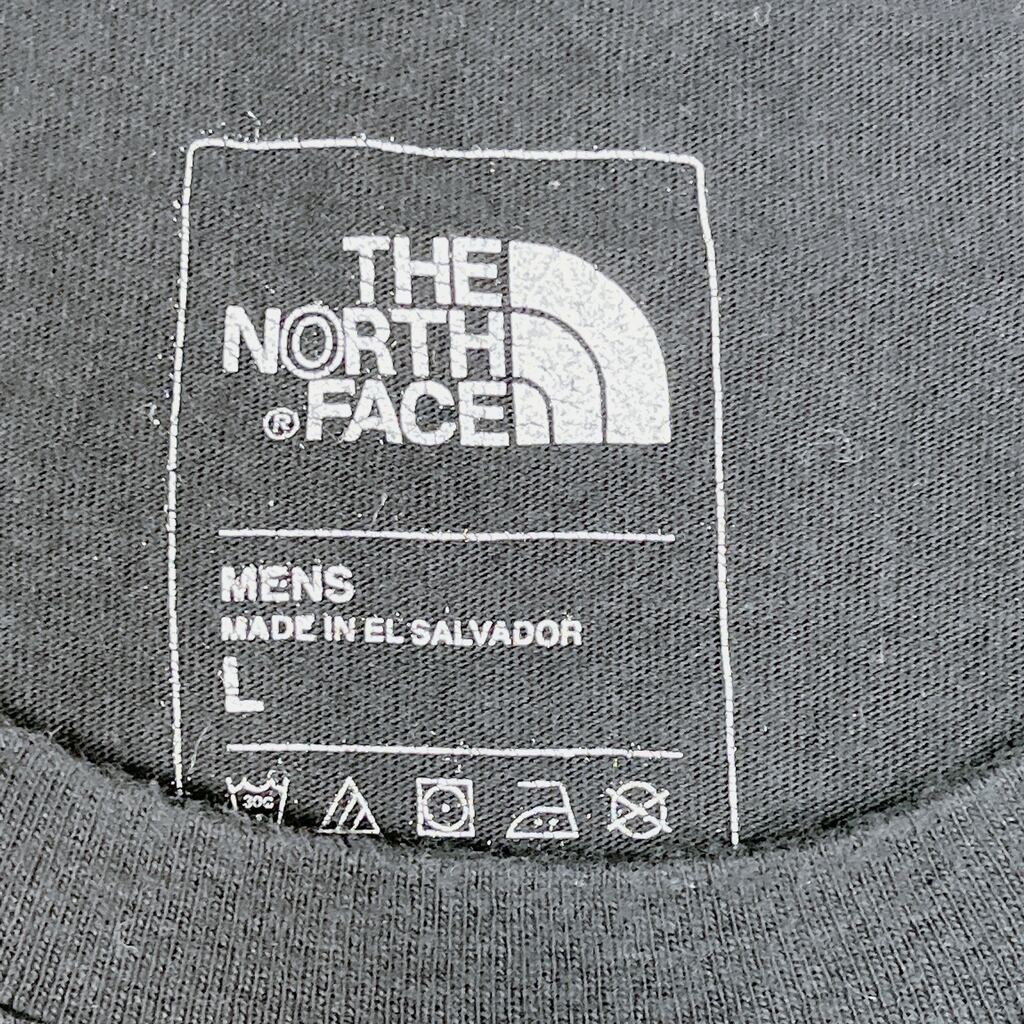 THE
NORTH
®FACE
MENS
MADE IN EL SALVADOR
L
30C